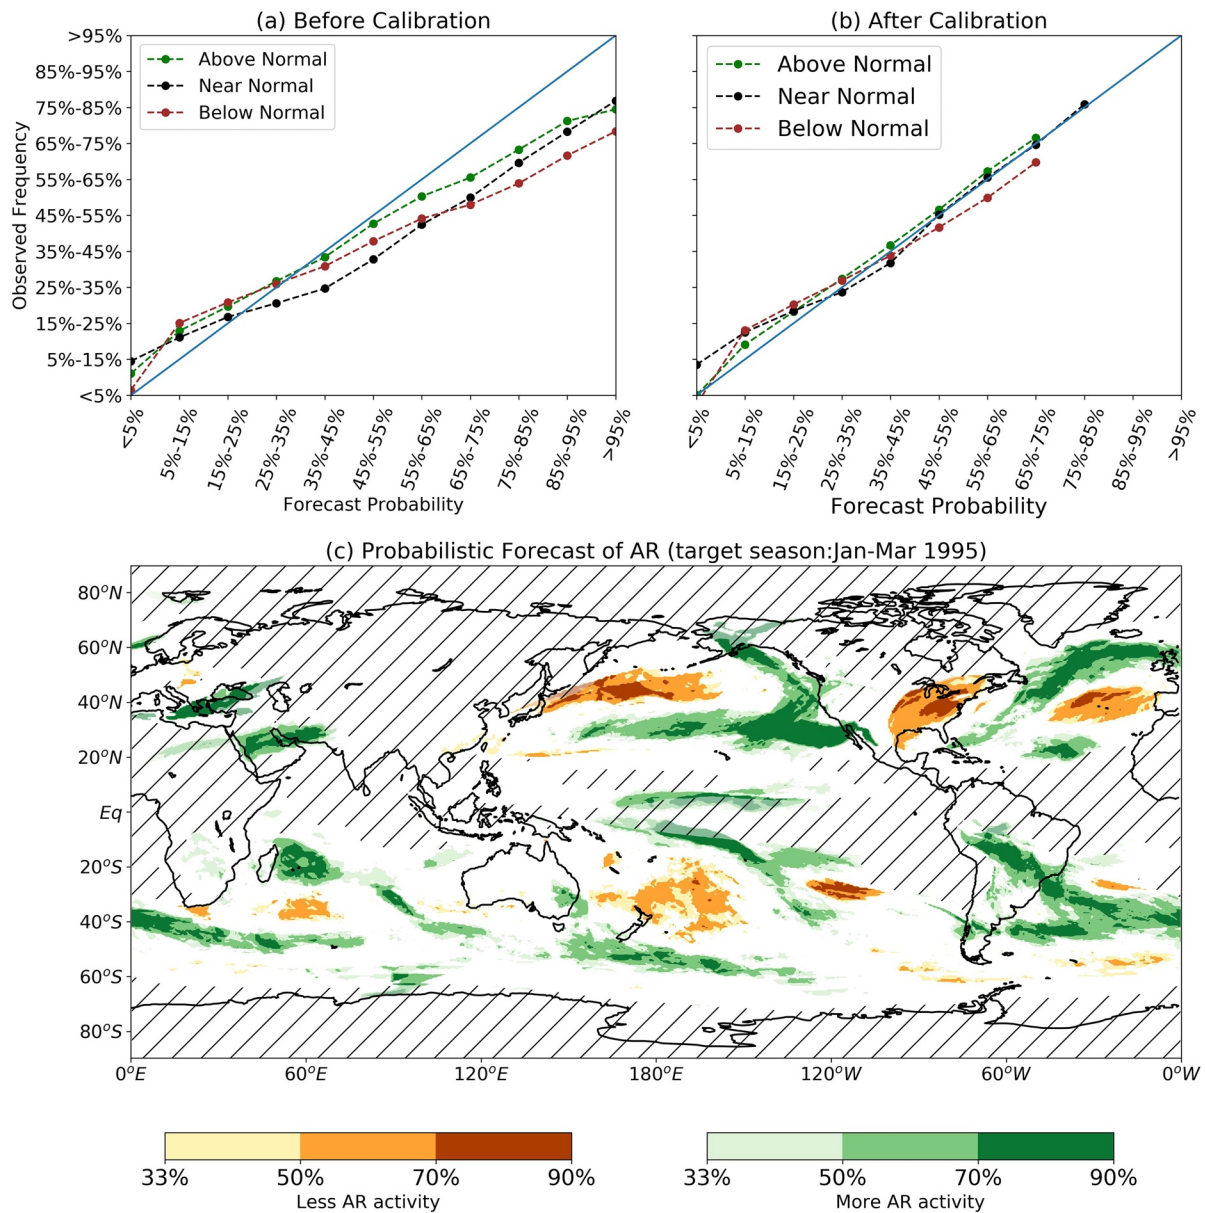 (a) Before Calibration
>95%
85%-95%
75%-85%
65%-75%
55%-65%
45%-55%
35%-45%
25%-35%
15%-25%
5%-15%
<5%
Observed Frequency
Above Normal
Near Normal
Below Normal
<5%
5%-15%
15%-25%
25%-35%
35%-45%
45%-55%
55%-65%
65%-75%
75%-85%
85%-95%
>95%
Forecast Probability
(b) After Calibration
Above Normal
Near Normal
Below Normal
<5%
5%-15%
15%-25%
25%-35%
35%-45%
45%-55%
55%-65%
65%-75%
75%-85%
85%-95%
>95%
Forecast Probability
(c) Probabilistic Forecast of AR (target season:Jan-Mar 1995)
80°N
60°N
40°N
20°N
Eq
20°S
40°S
60°S
80°S
0°E 60°E 120°E 180°E 120°W 60°W 0°W
33% 50% 70% 90%
Less AR activity
33% 50% 70% 90%
More AR activity